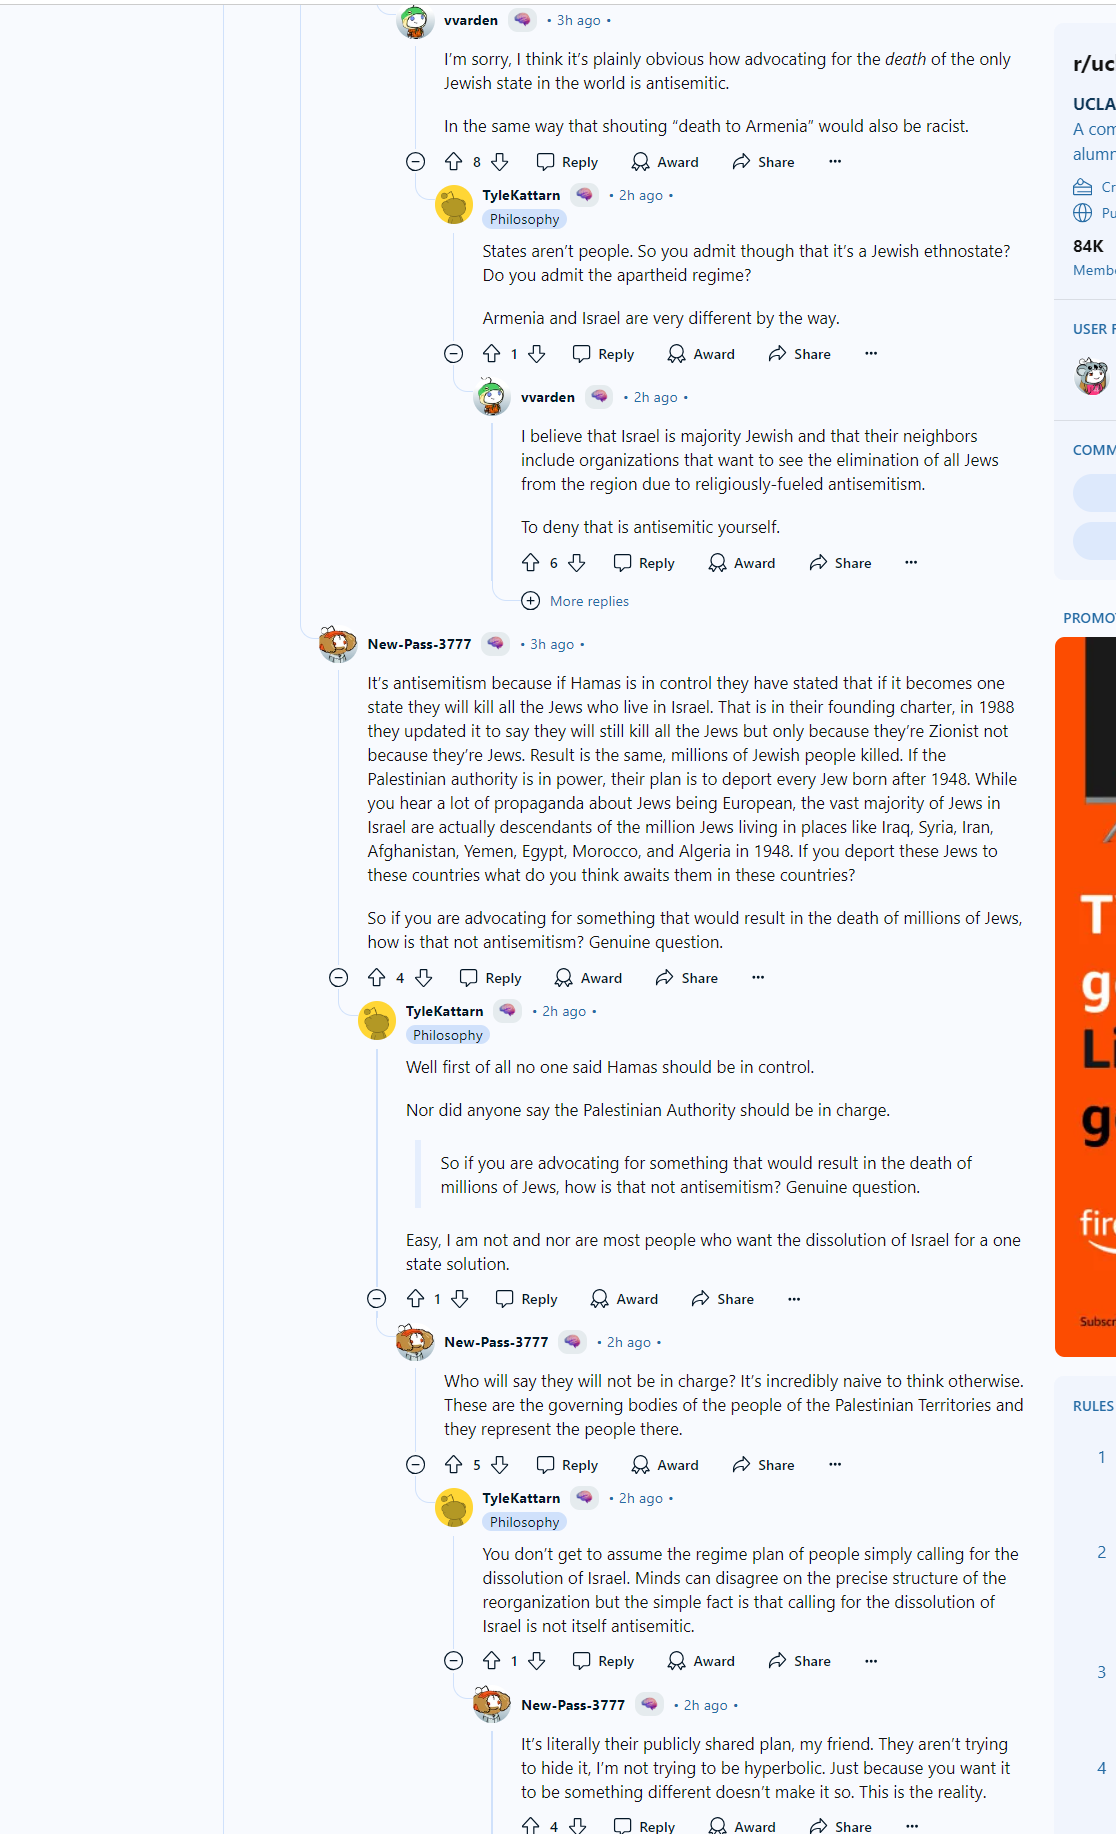 vvarden • 3h ago •
I'm sorry, I think it's plainly obvious how advocating for the death of the only
Jewish state in the world is antisemitic.
In the same way that shouting “death to Armenia” would also be racist.
8 Reply Award Share ...
TyleKattarn • 2h ago •
Philosophy
States aren't people. So you admit though that it's a Jewish ethnostate?
Do you admit the apartheid regime?
Armenia and Israel are very different by the way.
1 Reply Award Share ...
vvarden • 2h ago •
I believe that Israel is majority Jewish and that their neighbors
include organizations that want to see the elimination of all Jews
from the region due to religiously-fueled antisemitism.
To deny that is antisemitic yourself.
6 Reply Award Share ...
More replies
New-Pass-3777 • 3h ago •
It's antisemitism because if Hamas is in control they have stated that if it becomes one
state they will kill all the Jews who live in Israel. That is in their founding charter, in 1988
they updated it to say they will still kill all the Jews but only because they're Zionist not
because they're Jews. Result is the same, millions of Jewish people killed. If the
Palestinian authority is in power, their plan is to deport every Jew born after 1948. While
you hear a lot of propaganda about Jews being European, the vast majority of Jews in
Israel are actually descendants of the million Jews living in places like Iraq, Syria, Iran,
Afghanistan, Yemen, Egypt, Morocco, and Algeria in 1948. If you deport these Jews to
these countries what do you think awaits them in these countries?
So if you are advocating for something that would result in the death of millions of Jews,
how is that not antisemitism? Genuine question.
4 Reply Award Share ...
TyleKattarn • 2h ago •
Philosophy
Well first of all no one said Hamas should be in control.
Nor did anyone say the Palestinian Authority should be in charge.
So if you are advocating for something that would result in the death of
millions of Jews, how is that not antisemitism? Genuine question.
Easy, I am not and nor are most people who want the dissolution of Israel for a one
state solution.
1 Reply Award Share ...
New-Pass-3777 • 2h ago •
Who will say they will not be in charge? It's incredibly naive to think otherwise.
These are the governing bodies of the people of the Palestinian Territories and
they represent the people there.
5 Reply Award Share ...
TyleKattarn • 2h ago •
Philosophy
You don't get to assume the regime plan of people simply calling for the
dissolution of Israel. Minds can disagree on the precise structure of the
reorganization but the simple fact is that calling for the dissolution of
Israel is not itself antisemitic.
1 Reply Award Share ...
New-Pass-3777 • 2h ago •
It's literally their publicly shared plan, my friend. They aren't trying
to hide it, I'm not trying to be hyperbolic. Just because you want it
to be something different doesn't make it so. This is the reality.
4 Reply Award Share ...
r/uc
UCLA
A com
alumn
Cr
Pu
84K
Membe
USER F
COMM
PROMO
T
g
Li
g
fire
Subscr
RULES
1
2
3
4